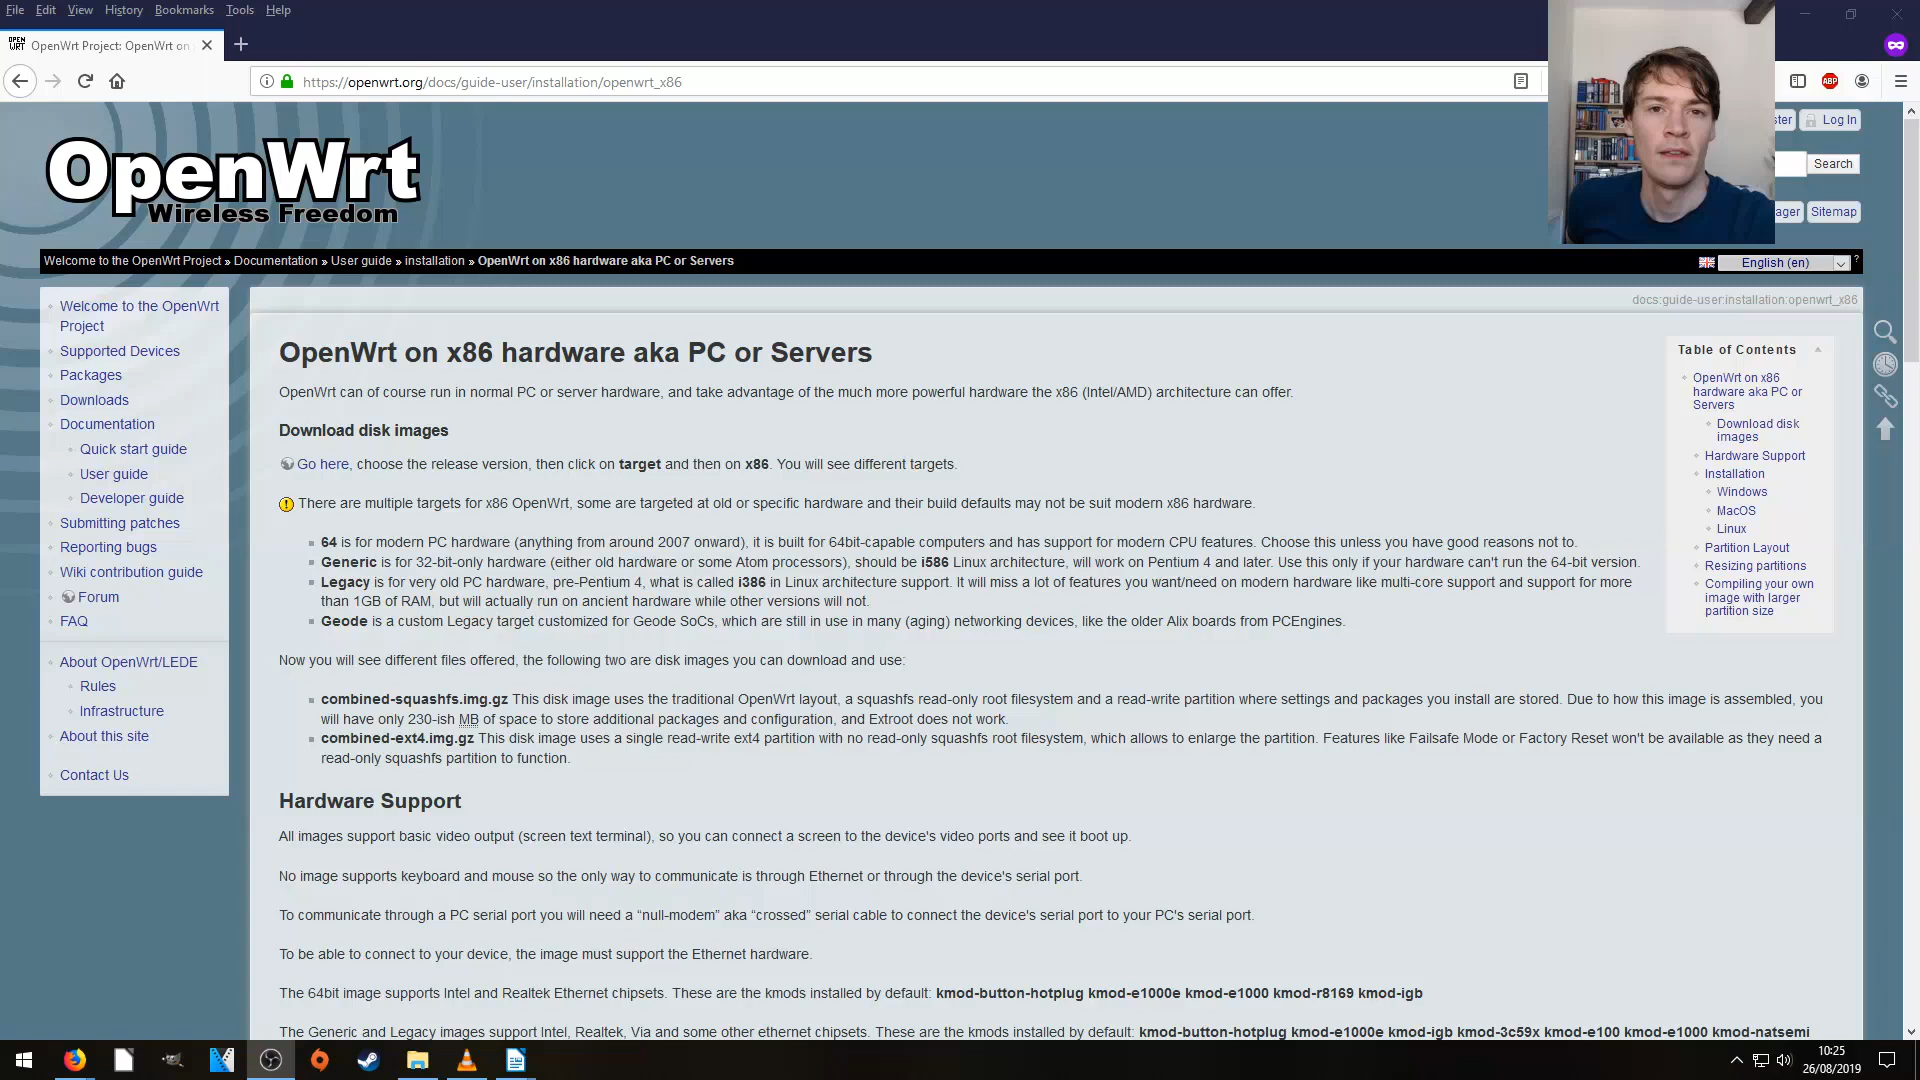 File Edit View History Bookmarks Tools Help
OPEN
WRT
OpenWrt Project: OpenWrt on
https://openwrt.org/docs/guide-user/installation/openwrt_x86
ABP
OpenWrt
Wireless Freedom
Log In
Search
Sitemap
Welcome to the OpenWrt Project » Documentation » User guide » installation » OpenWrt on x86 hardware aka PC or Servers
English (en)
?
docs:guide-user:installation:openwrt_x86
Welcome to the OpenWrt
Project
Supported Devices
Packages
Downloads
Documentation
Quick start guide
User guide
Developer guide
Submitting patches
Reporting bugs
Wiki contribution guide
Forum
FAQ
About OpenWrt/LEDE
Rules
Infrastructure
About this site
Contact Us
OpenWrt on x86 hardware aka PC or Servers
OpenWrt can of course run in normal PC or server hardware, and take advantage of the much more powerful hardware the x86 (Intel/AMD) architecture can offer.
Download disk images
Go here, choose the release version, then click on target and then on x86. You will see different targets.
There are multiple targets for x86 OpenWrt, some are targeted at old or specific hardware and their build defaults may not be suit modern x86 hardware.
64 is for modern PC hardware (anything from around 2007 onward), it is built for 64bit-capable computers and has support for modern CPU features. Choose this unless you have good reasons not to.
Generic is for 32-bit-only hardware (either old hardware or some Atom processors), should be i586 Linux architecture, will work on Pentium 4 and later. Use this only if your hardware can't run the 64-bit version.
Legacy is for very old PC hardware, pre-Pentium 4, what is called i386 in Linux architecture support. It will miss a lot of features you want/need on modern hardware like multi-core support and support for more
than 1GB of RAM, but will actually run on ancient hardware while other versions will not.
Geode is a custom Legacy target customized for Geode SoCs, which are still in use in many (aging) networking devices, like the older Alix boards from PCEngines.
Now you will see different files offered, the following two are disk images you can download and use:
combined-squashfs.img.gz This disk image uses the traditional OpenWrt layout, a squashfs read-only root filesystem and a read-write partition where settings and packages you install are stored. Due to how this image is assembled, you
will have only 230-ish MB of space to store additional packages and configuration, and Extroot does not work.
combined-ext4.img.gz This disk image uses a single read-write ext4 partition with no read-only squashfs root filesystem, which allows to enlarge the partition. Features like Failsafe Mode or Factory Reset won't be available as they need a
read-only squashfs partition to function.
Hardware Support
All images support basic video output (screen text terminal), so you can connect a screen to the device's video ports and see it boot up.
No image supports keyboard and mouse so the only way to communicate is through Ethernet or through the device's serial port.
To communicate through a PC serial port you will need a “null-modem” aka “crossed” serial cable to connect the device's serial port to your PC's serial port.
To be able to connect to your device, the image must support the Ethernet hardware.
The 64bit image supports Intel and Realtek Ethernet chipsets. These are the kmods installed by default: kmod-button-hotplug kmod-e1000e kmod-e1000 kmod-r8169 kmod-igb
The Generic and Legacy images support Intel, Realtek, Via and some other ethernet chipsets. These are the kmods installed by default: kmod-button-hotplug kmod-e1000e kmod-igb kmod-3c59x kmod-e100 kmod-e1000 kmod-natsemi
Table of Contents
OpenWrt on x86
hardware aka PC or
Servers
Download disk
images
Hardware Support
Installation
Windows
MacOS
Linux
Partition Layout
Resizing partitions
Compiling your own
image with larger
partition size
10:25
26/08/2019